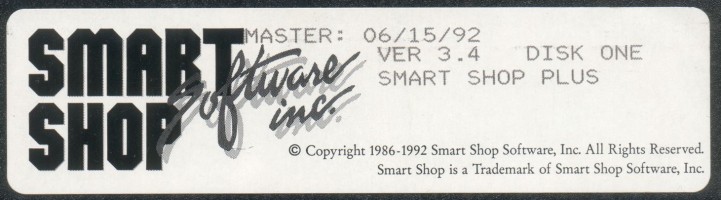 SMART
SHOP
Software
inc.
MASTER: 06/15/92
VER 3.4 DISK ONE
SMART SHOP PLUS
© Copyright 1986-1992 Smart Shop Software, Inc. All Rights Reserved.
Smart Shop is a Trademark of Smart Shop Software, Inc.